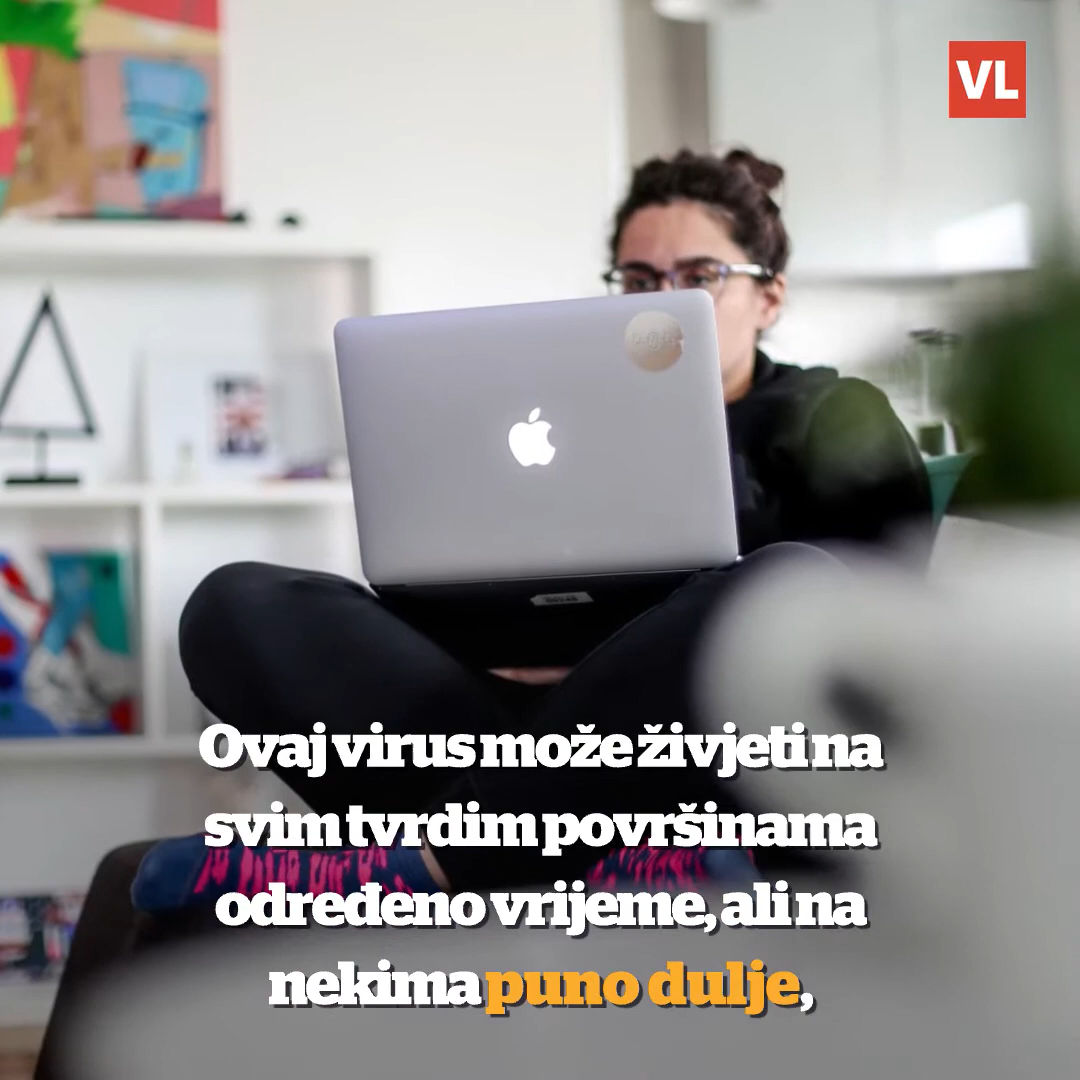 VL
Ovaj virus može živjeti na
svim tvrdim površinama
određeno vrijeme, ali na
nekima puno dulje,